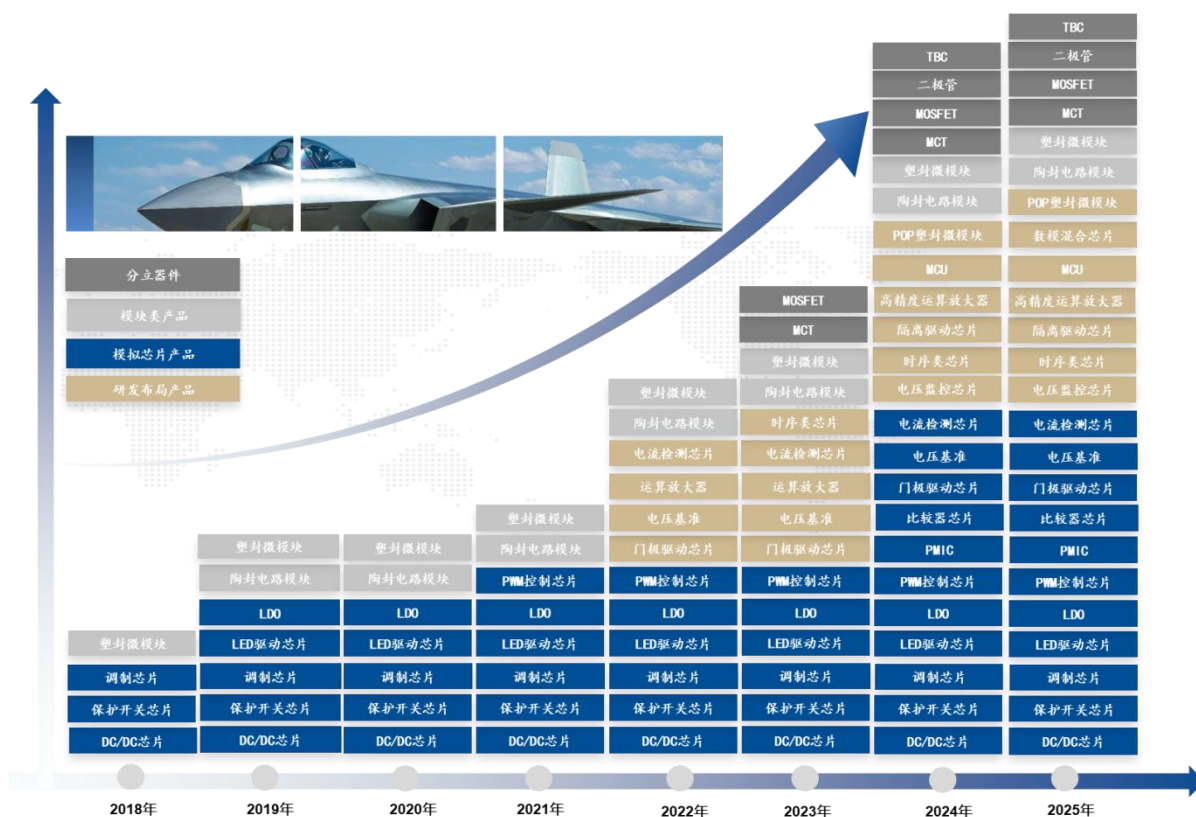 分立器件
模块类产品
模拟芯片产品
研发布局产品
塑封微模块
调制芯片
保护开关芯片
DC/DC芯片
塑封微模块
陶封电路模块
LDO
LED驱动芯片
调制芯片
保护开关芯片
DC/DC芯片
塑封微模块
陶封电路模块
LDO
LED驱动芯片
调制芯片
保护开关芯片
DC/DC芯片
塑封微模块
陶封电路模块
PWM控制芯片
LDO
LED驱动芯片
调制芯片
保护开关芯片
DC/DC芯片
塑封微模块
陶封电路模块
电流检测芯片
运算放大器
电压基准
门极驱动芯片
PWM控制芯片
LDO
LED驱动芯片
调制芯片
保护开关芯片
DC/DC芯片
MOSFET
MCT
塑封微模块
陶封电路模块
时序类芯片
电流检测芯片
运算放大器
电压基准
门极驱动芯片
PWM控制芯片
LDO
LED驱动芯片
调制芯片
保护开关芯片
DC/DC芯片
TBC
二极管
MOSFET
MCT
塑封微模块
陶封电路模块
POP塑封微模块
MCU
高精度运算放大器
隔离驱动芯片
时序类芯片
电压监控芯片
电流检测芯片
电压基准
门极驱动芯片
比较器芯片
PMIC
PWM控制芯片
LDO
LED驱动芯片
调制芯片
保护开关芯片
DC/DC芯片
TBC
二极管
MOSFET
MCT
塑封微模块
陶封电路模块
POP塑封微模块
数模混合芯片
MCU
高精度运算放大器
隔离驱动芯片
时序类芯片
电压监控芯片
电流检测芯片
电压基准
门极驱动芯片
比较器芯片
PMIC
PWM控制芯片
LDO
LED驱动芯片
调制芯片
保护开关芯片
DC/DC芯片
2018年
2019年
2020年
2021年
2022年
2023年
2024年
2025年